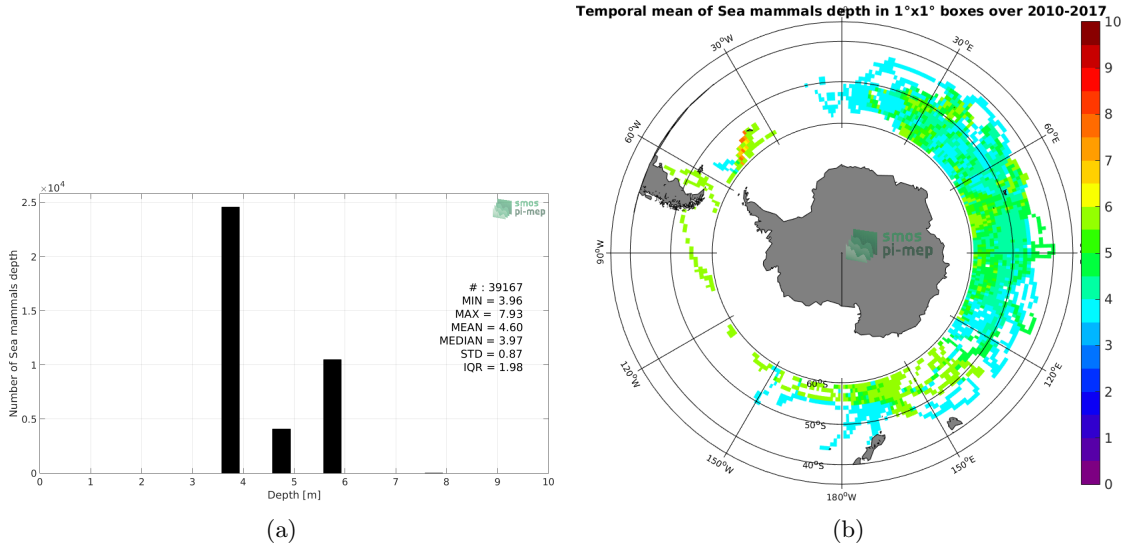 Temporal mean of Sea mammals depth in 1°x1° boxes over 2010-2017
×10⁴
2.5
2
1.5
1
0.5
0
Number of Sea mammals depth
smos
pi-mep
# : 39167
MIN = 3.96
MAX = 7.93
MEAN = 4.60
MEDIAN = 3.97
STD = 0.87
IQR = 1.98
0 1 2 3 4 5 6 7 8 9 10
Depth [m]
(a)
0°
30°W
30°E
60°W
60°E
90°W
120°W
120°E
150°W
150°E
180°W
60°S
50°S
40°S
smos
pi-mep
10
9
8
7
6
5
4
3
2
1
0
(b)